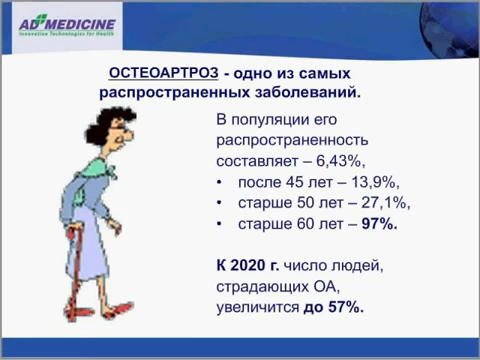 AD MEDICINE
Innovative Technologies for Health
ОСТЕОАРТРОЗ - одно из самых
распространенных заболеваний.
В популяции его
распространенность
составляет – 6,43%,
• после 45 лет – 13,9%,
• старше 50 лет – 27,1%,
• старше 60 лет – 97%.
К 2020 г. число людей,
страдающих ОА,
увеличится до 57%.